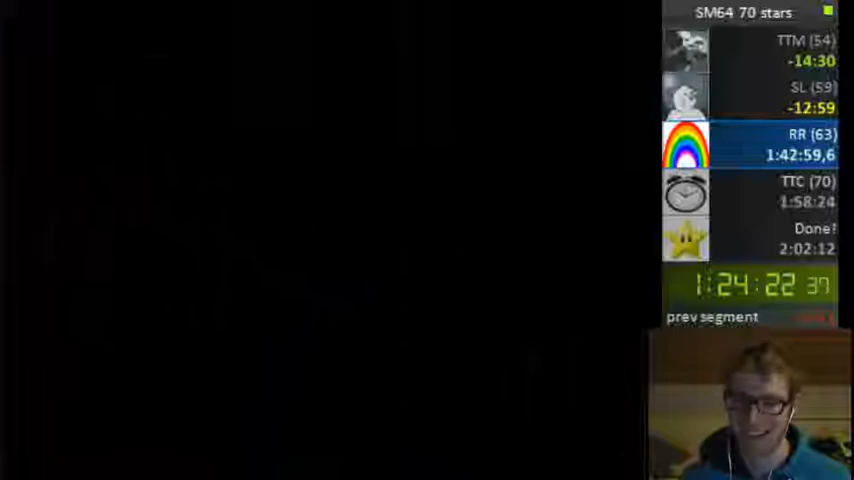 SM64 70 stars
TTM (54)
-14:30
SL (59)
-12:59
RR (63)
1:42:59,6
TTC (70)
1:58:24
Done!
2:02:12
1:24:22 37
prev segment